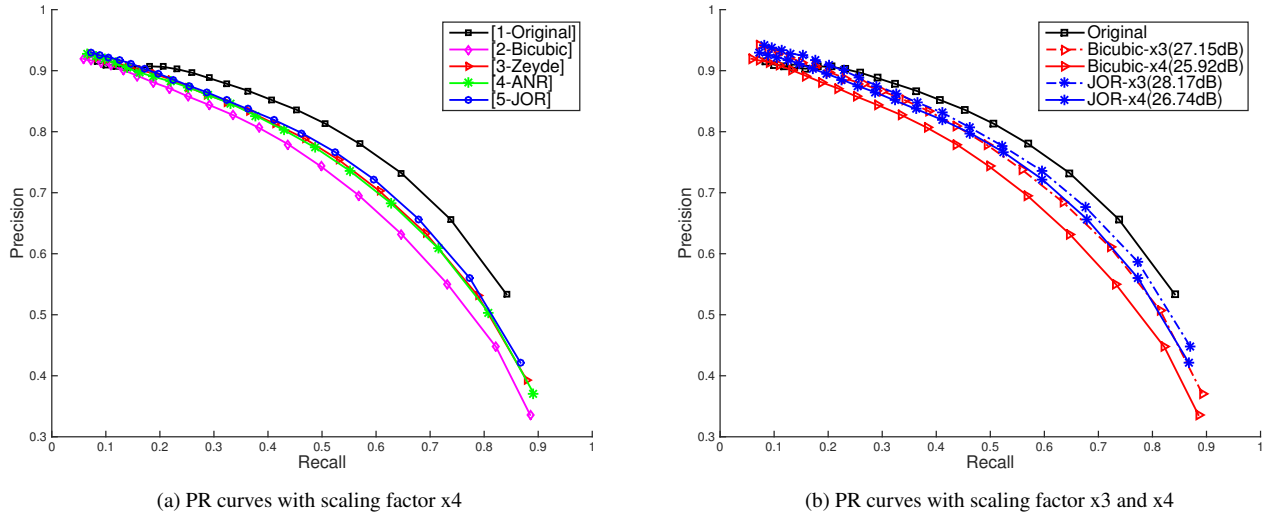 1
0.9
0.8
0.7
0.6
0.5
0.4
0.3
Precision
0 0.1 0.2 0.3 0.4 0.5 0.6 0.7 0.8 0.9 1
Recall
[1-Original]
[2-Bicubic]
[3-Zeyde]
[4-ANR]
[5-JOR]
(a) PR curves with scaling factor x4
1
0.9
0.8
0.7
0.6
0.5
0.4
0.3
Precision
0 0.1 0.2 0.3 0.4 0.5 0.6 0.7 0.8 0.9 1
Recall
Original
Bicubic-x3(27.15dB)
Bicubic-x4(25.92dB)
JOR-x3(28.17dB)
JOR-x4(26.74dB)
(b) PR curves with scaling factor x3 and x4